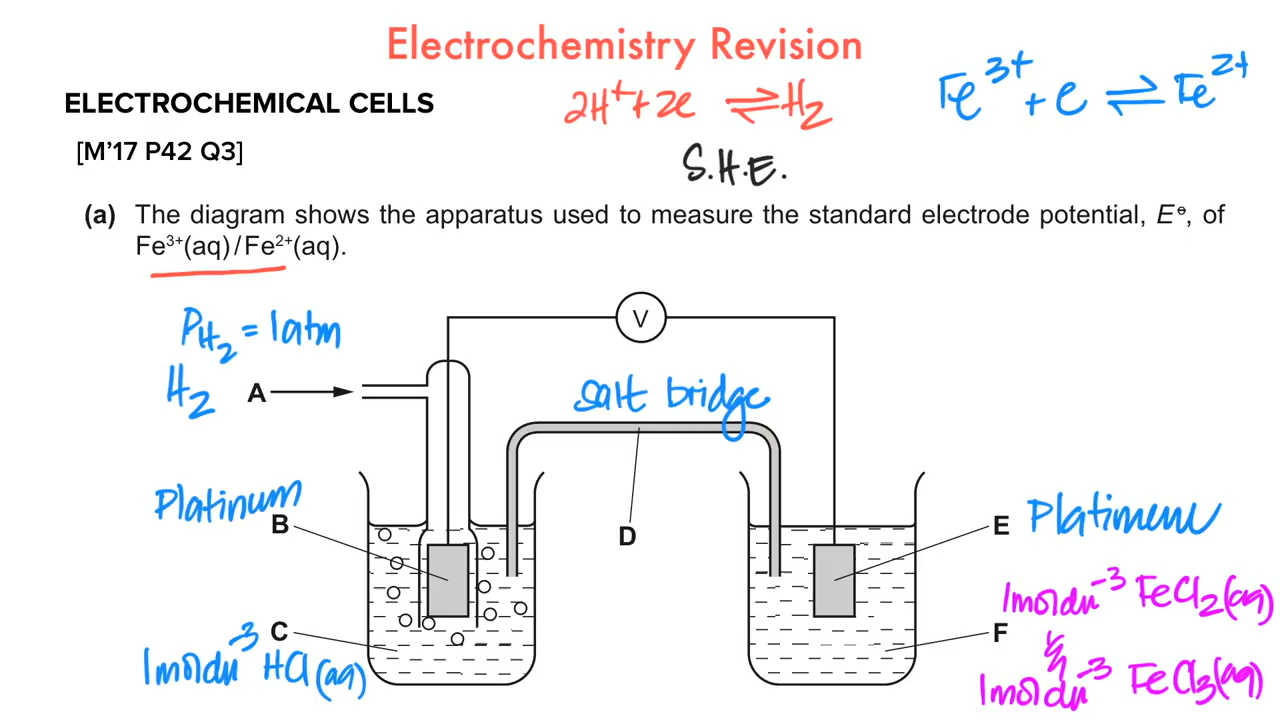 Electrochemistry Revision
ELECTROCHEMICAL CELLS
2H⁺ + 2e ⇌ H₂
Fe³⁺ + e ⇌ Fe²⁺
[M'17 P42 Q3]
S.H.E.
(a) The diagram shows the apparatus used to measure the standard electrode potential, E⦵, of
Fe³⁺(aq)/Fe²⁺(aq).
P_H₂ = 1atm
V
H₂
A
salt bridge
Platinum
B
D
E
Platinum
1moldm⁻³ FeCl₂(aq)
C
F
&
1moldm⁻³ HCl(aq)
1moldm⁻³ FeCl₃(aq)